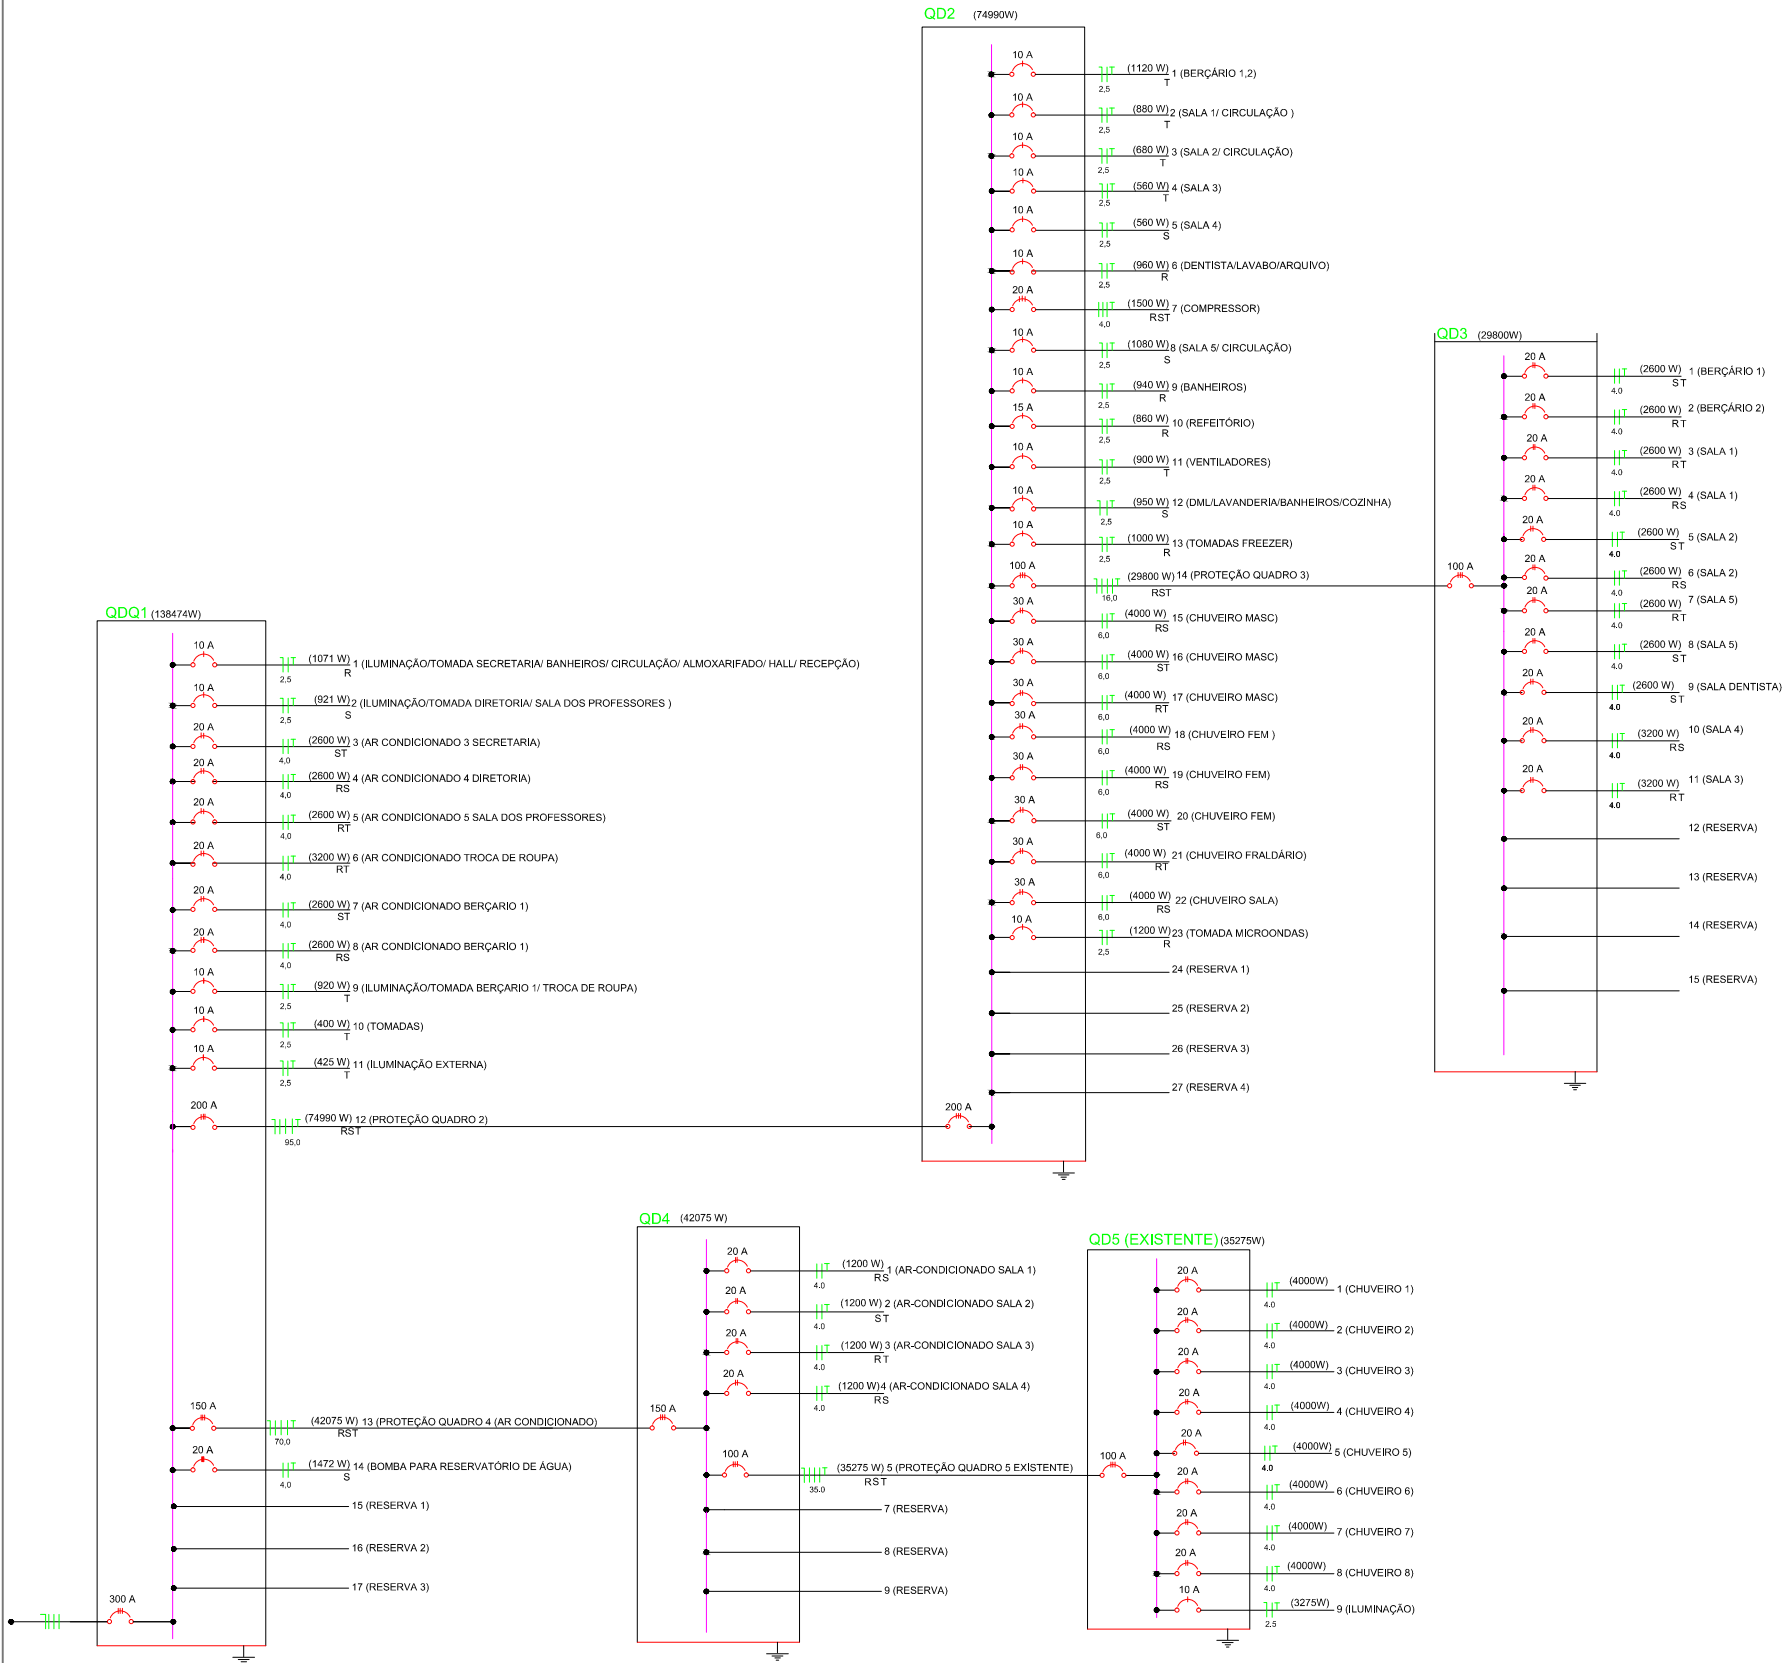 QD2 (74990W)
10 A
(1120 W) 1 (BERÇÁRIO 1,2)
2,5 T
10 A
(880 W) 2 (SALA 1/ CIRCULAÇÃO )
2,5 T
10 A
(680 W) 3 (SALA 2/ CIRCULAÇÃO)
2,5 T
10 A
(560 W) 4 (SALA 3)
2,5 T
10 A
(560 W) 5 (SALA 4)
2,5 S
10 A
(960 W) 6 (DENTISTA/LAVABO/ARQUIVO)
2,5 R
20 A
(1500 W) 7 (COMPRESSOR)
4,0 RST
10 A
(1080 W) 8 (SALA 5/ CIRCULAÇÃO)
2,5 S
10 A
(940 W) 9 (BANHEIROS)
2,5 R
15 A
(860 W) 10 (REFEITÓRIO)
2,5 R
10 A
(900 W) 11 (VENTILADORES)
2,5 T
10 A
(950 W) 12 (DML/LAVANDERIA/BANHEIROS/COZINHA)
2,5 S
10 A
(1000 W) 13 (TOMADAS FREEZER)
2,5 R
100 A
(29800 W) 14 (PROTEÇÃO QUADRO 3)
16,0 RST
30 A
(4000 W) 15 (CHUVEIRO MASC)
6,0 RS
30 A
(4000 W) 16 (CHUVEIRO MASC)
6,0 ST
30 A
(4000 W) 17 (CHUVEIRO MASC)
6,0 RT
30 A
(4000 W) 18 (CHUVEIRO FEM )
6,0 RS
30 A
(4000 W) 19 (CHUVEIRO FEM)
6,0 RS
30 A
(4000 W) 20 (CHUVEIRO FEM)
6,0 ST
30 A
(4000 W) 21 (CHUVEIRO FRALDÁRIO)
6,0 RT
30 A
(4000 W) 22 (CHUVEIRO SALA)
6,0 RS
10 A
(1200 W) 23 (TOMADA MICROONDAS)
2,5 R
24 (RESERVA 1)
25 (RESERVA 2)
26 (RESERVA 3)
27 (RESERVA 4)
200 A
QD3 (29800W)
20 A
(2600 W) 1 (BERÇÁRIO 1)
4.0 ST
20 A
(2600 W) 2 (BERÇÁRIO 2)
4.0 RT
20 A
(2600 W) 3 (SALA 1)
4.0 RT
20 A
(2600 W) 4 (SALA 1)
4.0 RS
20 A
(2600 W) 5 (SALA 2)
4.0 ST
100 A
20 A
(2600 W) 6 (SALA 2)
4.0 RS
20 A
(2600 W) 7 (SALA 5)
4.0 RT
20 A
(2600 W) 8 (SALA 5)
4.0 ST
20 A
(2600 W) 9 (SALA DENTISTA)
4.0 ST
20 A
(3200 W) 10 (SALA 4)
4.0 RS
20 A
(3200 W) 11 (SALA 3)
4.0 RT
12 (RESERVA)
13 (RESERVA)
14 (RESERVA)
15 (RESERVA)
QDQ1 (138474W)
10 A
(1071 W) 1 (ILUMINAÇÃO/TOMADA SECRETARIA/ BANHEIROS/ CIRCULAÇÃO/ ALMOXARIFADO/ HALL/ RECEPÇÃO)
2,5 R
10 A
(921 W) 2 (ILUMINAÇÃO/TOMADA DIRETORIA/ SALA DOS PROFESSORES )
2,5 S
20 A
(2600 W) 3 (AR CONDICIONADO 3 SECRETARIA)
4,0 ST
20 A
(2600 W) 4 (AR CONDICIONADO 4 DIRETORIA)
4,0 RS
20 A
(2600 W) 5 (AR CONDICIONADO 5 SALA DOS PROFESSORES)
4,0 RT
20 A
(3200 W) 6 (AR CONDICIONADO TROCA DE ROUPA)
4,0 RT
20 A
(2600 W) 7 (AR CONDICIONADO BERÇARIO 1)
4,0 ST
20 A
(2600 W) 8 (AR CONDICIONADO BERÇARIO 1)
4,0 RS
10 A
(920 W) 9 (ILUMINAÇÃO/TOMADA BERÇARIO 1/ TROCA DE ROUPA)
2,5 T
10 A
(400 W) 10 (TOMADAS)
2,5 T
10 A
(425 W) 11 (ILUMINAÇÃO EXTERNA)
2,5 T
200 A
(74990 W) 12 (PROTEÇÃO QUADRO 2)
95,0 RST
150 A
(42075 W) 13 (PROTEÇÃO QUADRO 4 (AR CONDICIONADO)
70,0 RST
20 A
(1472 W) 14 (BOMBA PARA RESERVATÓRIO DE ÁGUA)
4,0 S
15 (RESERVA 1)
16 (RESERVA 2)
17 (RESERVA 3)
300 A
QD4 (42075 W)
20 A
(1200 W) 1 (AR-CONDICIONADO SALA 1)
4.0 RS
20 A
(1200 W) 2 (AR-CONDICIONADO SALA 2)
4.0 ST
20 A
(1200 W) 3 (AR-CONDICIONADO SALA 3)
4.0 RT
20 A
(1200 W) 4 (AR-CONDICIONADO SALA 4)
4.0 RS
150 A
100 A
(35275 W) 5 (PROTEÇÃO QUADRO 5 EXISTENTE)
35.0 RST
7 (RESERVA)
8 (RESERVA)
9 (RESERVA)
QD5 (EXISTENTE) (35275W)
20 A
(4000W) 1 (CHUVEIRO 1)
4.0
20 A
(4000W) 2 (CHUVEIRO 2)
4.0
20 A
(4000W) 3 (CHUVEIRO 3)
4.0
20 A
(4000W) 4 (CHUVEIRO 4)
4.0
20 A
(4000W) 5 (CHUVEIRO 5)
4.0
100 A
20 A
(4000W) 6 (CHUVEIRO 6)
4.0
20 A
(4000W) 7 (CHUVEIRO 7)
4.0
20 A
(4000W) 8 (CHUVEIRO 8)
4.0
10 A
(3275W) 9 (ILUMINAÇÃO)
2.5